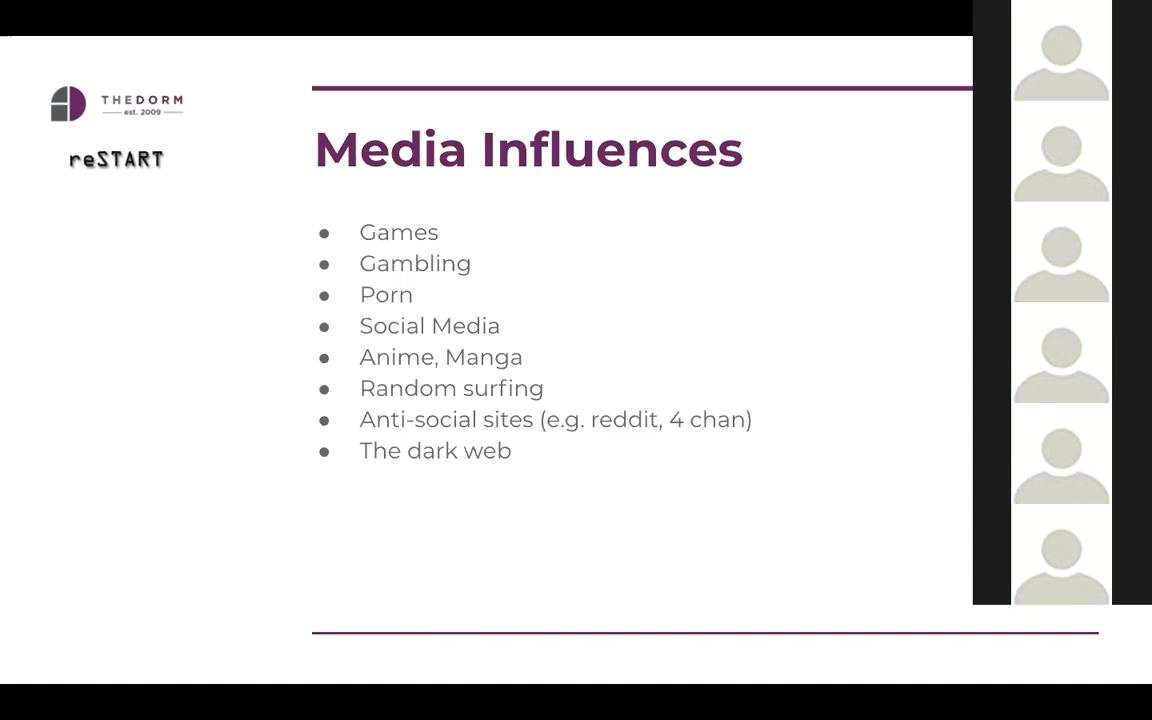 THEDORM
est. 2009
reSTART
Media Influences
● Games
● Gambling
● Porn
● Social Media
● Anime, Manga
● Random surfing
● Anti-social sites (e.g. reddit, 4 chan)
● The dark web